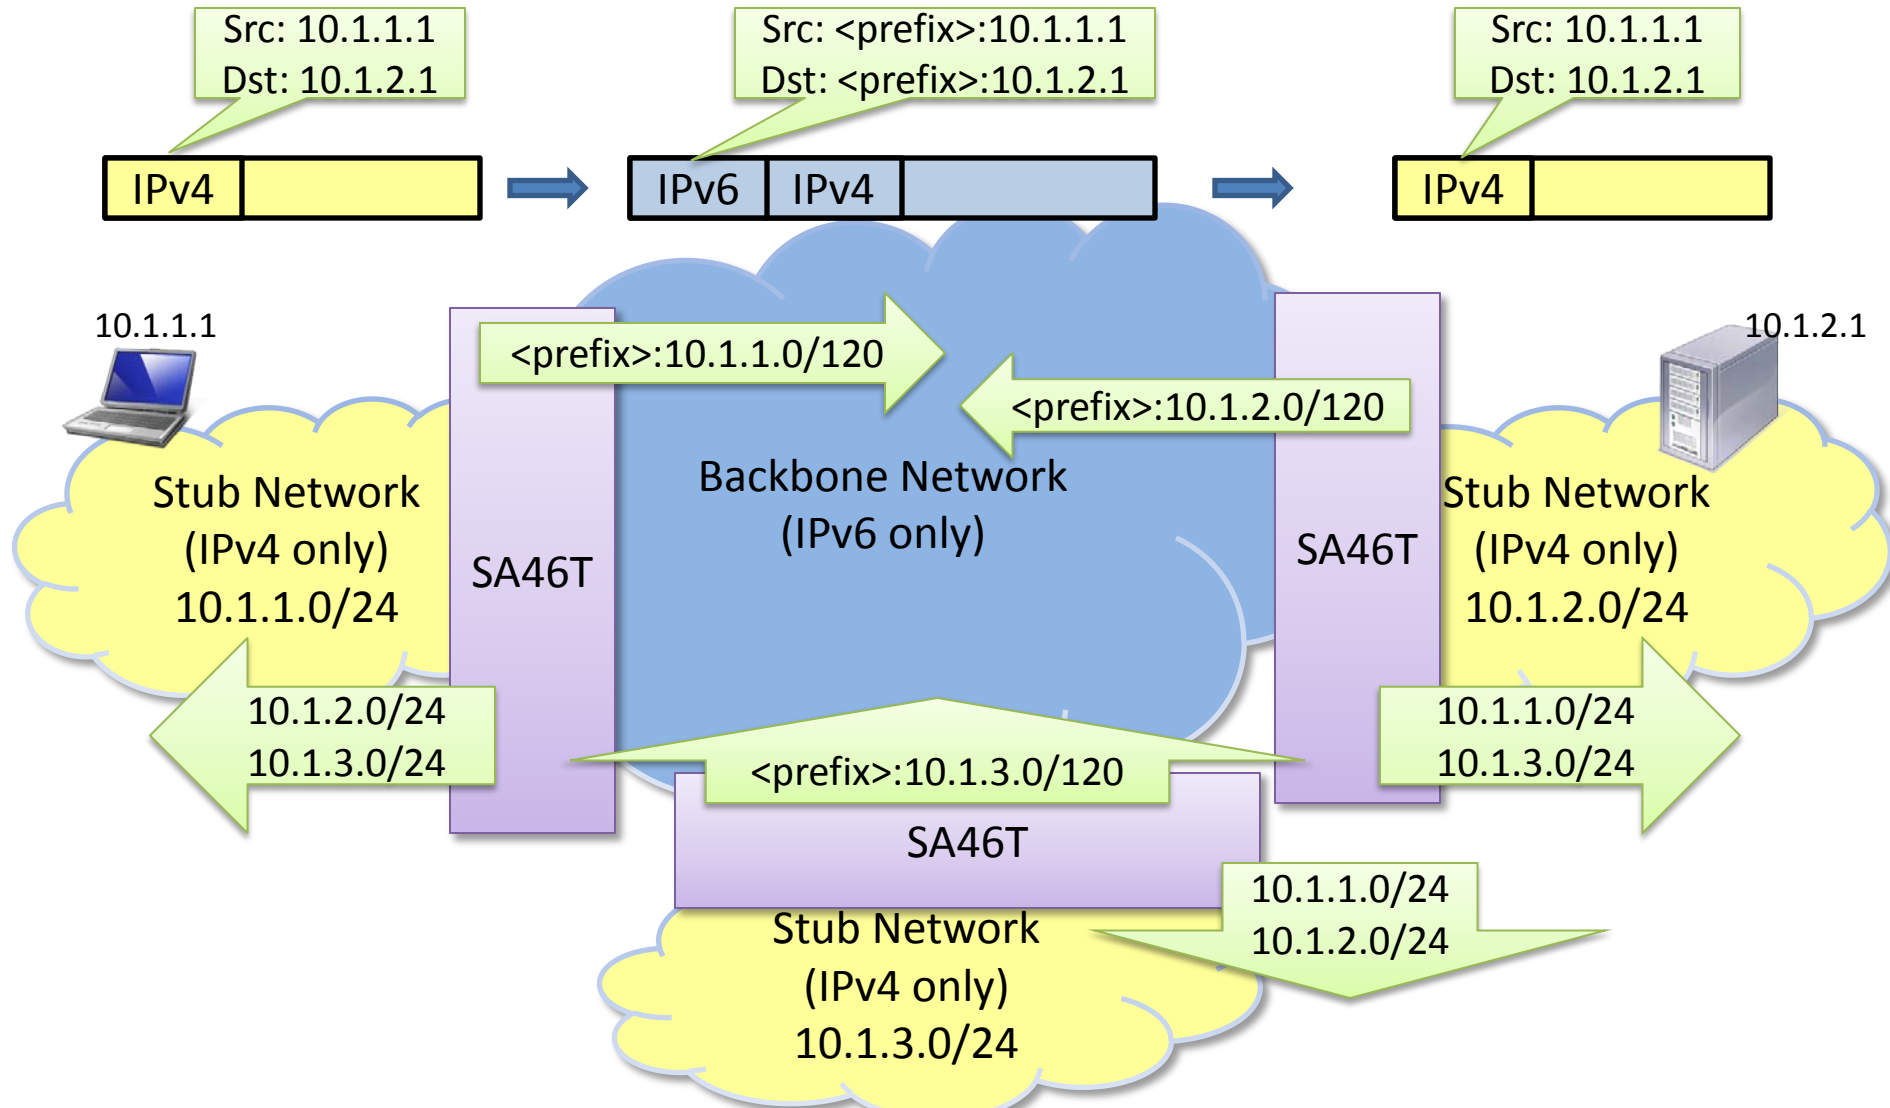 Src: 10.1.1.1
Dst: 10.1.2.1
Src: <prefix>:10.1.1.1
Dst: <prefix>:10.1.2.1
Src: 10.1.1.1
Dst: 10.1.2.1
IPv4
IPv6 IPv4
IPv4
10.1.1.1
10.1.2.1
<prefix>:10.1.1.0/120
<prefix>:10.1.2.0/120
Stub Network
(IPv4 only)
10.1.1.0/24
SA46T
Backbone Network
(IPv6 only)
SA46T
Stub Network
(IPv4 only)
10.1.2.0/24
10.1.2.0/24
10.1.3.0/24
<prefix>:10.1.3.0/120
10.1.1.0/24
10.1.3.0/24
SA46T
10.1.1.0/24
10.1.2.0/24
Stub Network
(IPv4 only)
10.1.3.0/24